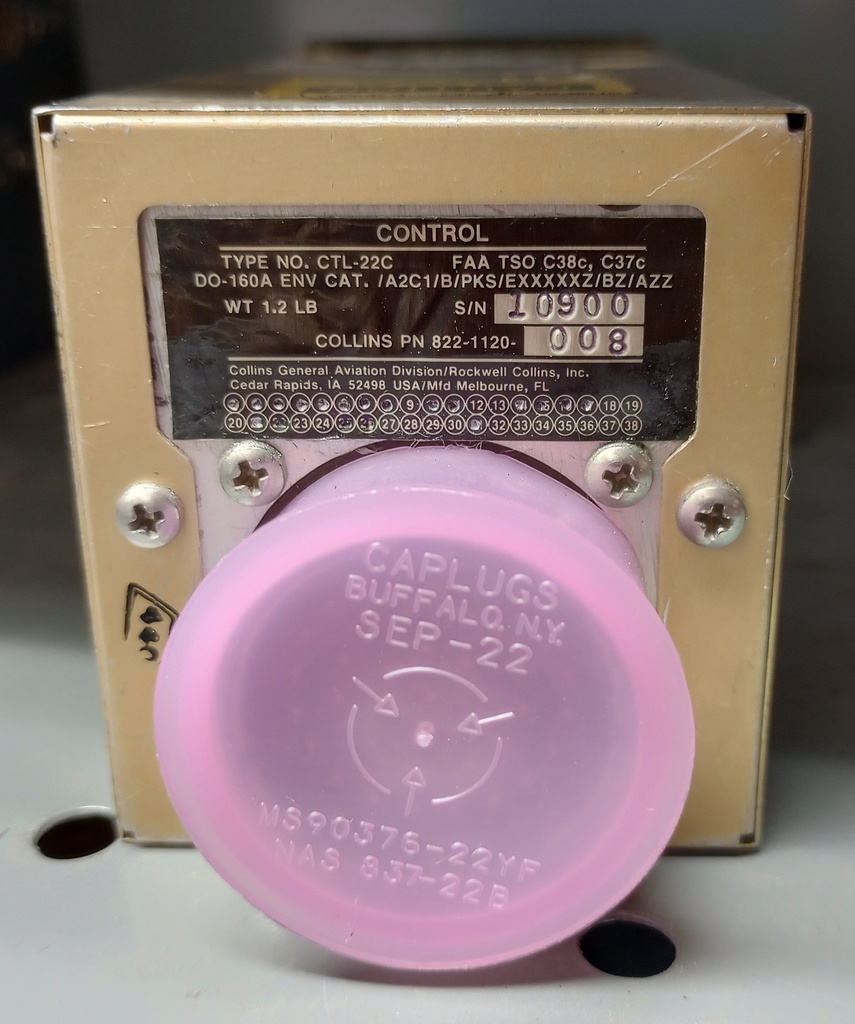 CONTROL
TYPE NO. CTL-22C FAA TSO C38c, C37c
DO-160A ENV CAT. /A2C1/B/PKS/EXXXXXZ/BZ/AZZ
WT 1.2 LB S/N 10900
COLLINS PN 822-1120- 008
Collins General Aviation Division/Rockwell Collins, Inc.
Cedar Rapids, IA 52498 USA/Mfd Melbourne, FL
9 12 13 18 19
20 23 24 27 28 29 30 32 33 34 35 36 37 38
CAPLUGS
BUFFALO. N.Y.
SEP-22
MS90376-22YF
NAS 837-22B